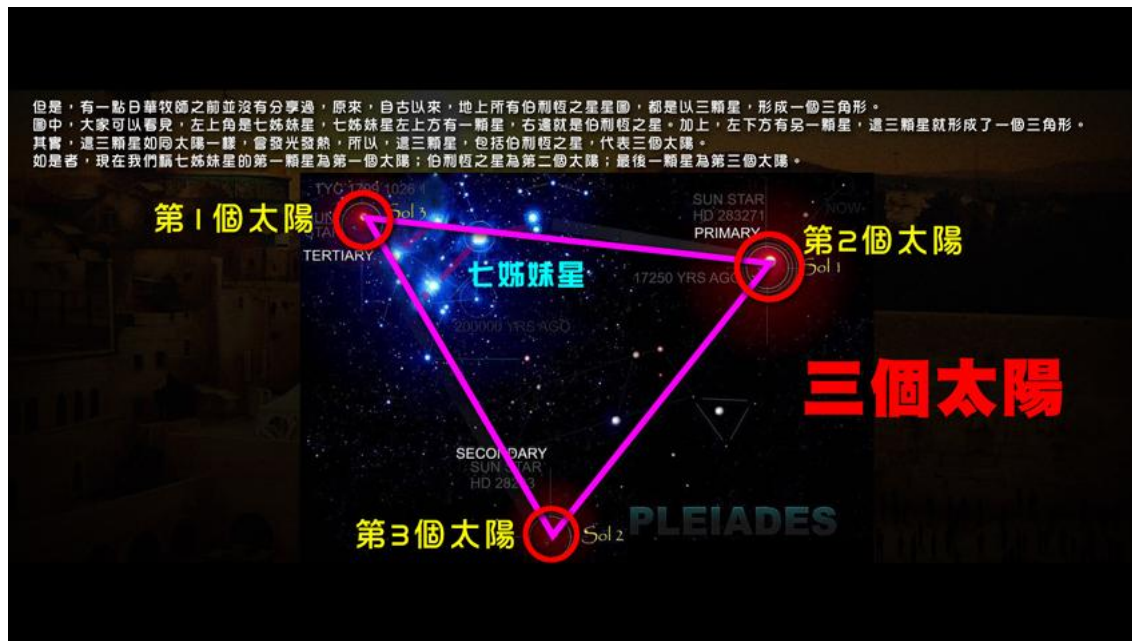 但是，有一點日華牧師之前並沒有分享過，原來，自古以來，地上所有伯利恆之星星圖，都是以三顆星，形成一個三角形。
圖中，大家可以看見，左上角是七姊妹星，七姊妹星左上方有一顆星，右邊就是伯利恆之星。加上，左下方有另一顆星，這三顆星就形成了一個三角形。
其實，這三顆星如同太陽一樣，會發光發熱，所以，這三顆星，包括伯利恆之星，代表三個太陽。
如是者，現在我們稱七姊妹星的第一顆星為第一個太陽；伯利恆之星為第二個太陽；最後一顆星為第三個太陽。
第1個太陽
Sol 3
TERTIARY
七姊妹星
SUN STAR
HD 283271
PRIMARY
NOW
第2個太陽
Sol 1
17250 YRS AGO
200000 YRS AGO
三個太陽
SECONDARY
SUN STAR
第3個太陽
Sol 2
PLEIADES